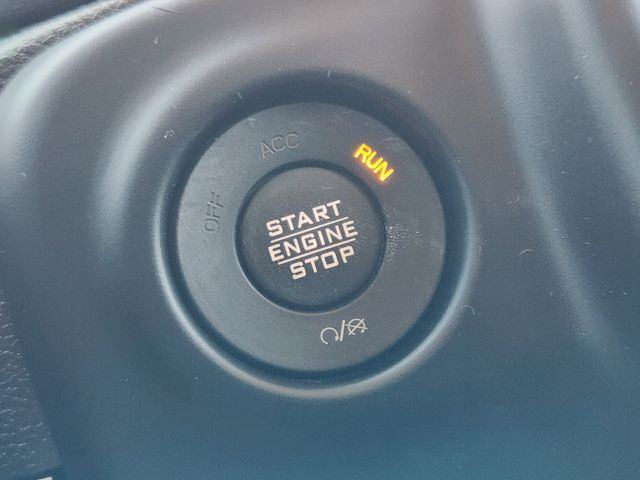 OFF
ACC
RUN
START
ENGINE
STOP